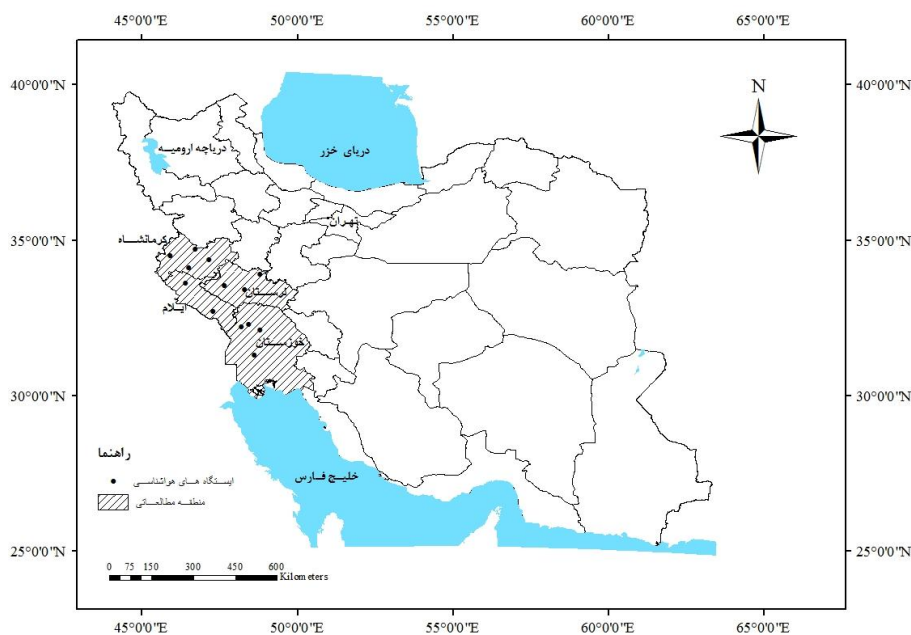 45°0'0"E 50°0'0"E 55°0'0"E 60°0'0"E 65°0'0"E
40°0'0"N 40°0'0"N
N
دریای خزر
دریاچه ارومیه
تهران
35°0'0"N 35°0'0"N
کرمانشاه
لرستان
ایلام
خوزستان
30°0'0"N 30°0'0"N
خلیج فارس
راهنما
ایستگاه های هواشناسی
منطقه مطالعاتی
25°0'0"N 25°0'0"N
0 75 150 300 450 600
Kilometers
45°0'0"E 50°0'0"E 55°0'0"E 60°0'0"E 65°0'0"E